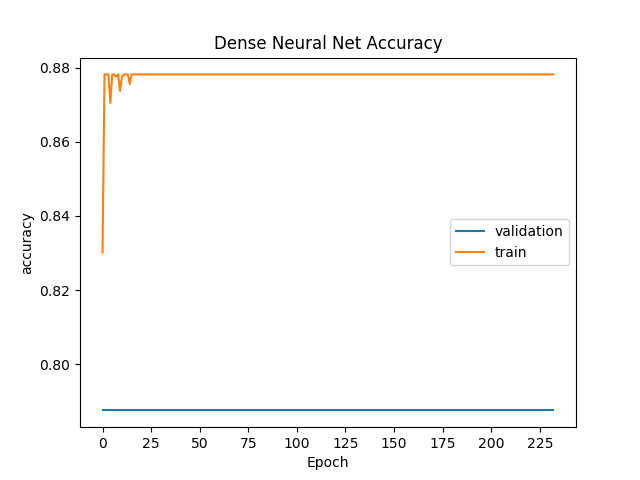 Dense Neural Net Accuracy
0.88
0.86
0.84
0.82
0.80
accuracy
validation
train
0 25 50 75 100 125 150 175 200 225
Epoch